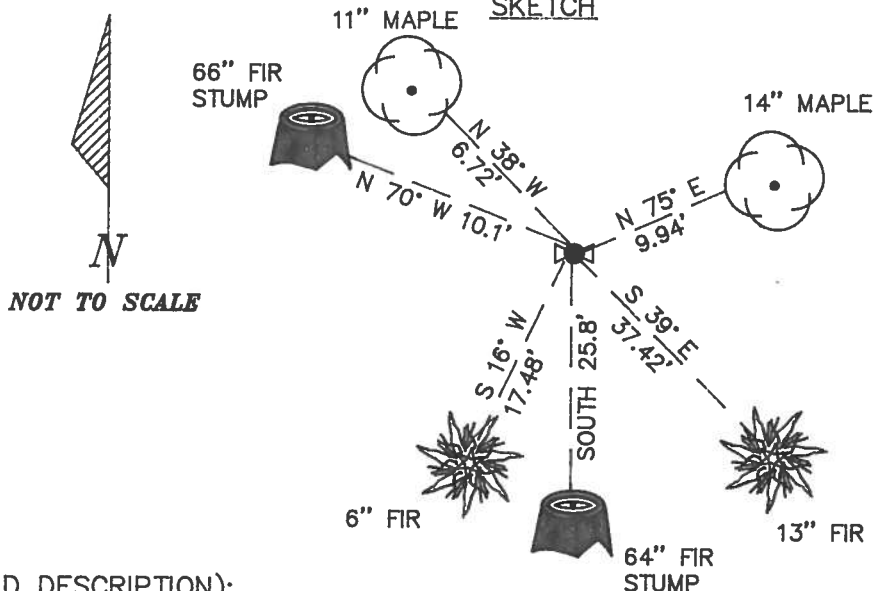 SKETCH
11" MAPLE
66" FIR
STUMP
14" MAPLE
N 38° W
6.72'
N 70° W 10.1'
N 75° E
9.94'
N
NOT TO SCALE
S 16° W
17.48'
SOUTH 25.8'
S 39° E
37.42'
6" FIR
13" FIR
64" FIR
STUMP
D DESCRIPTION):